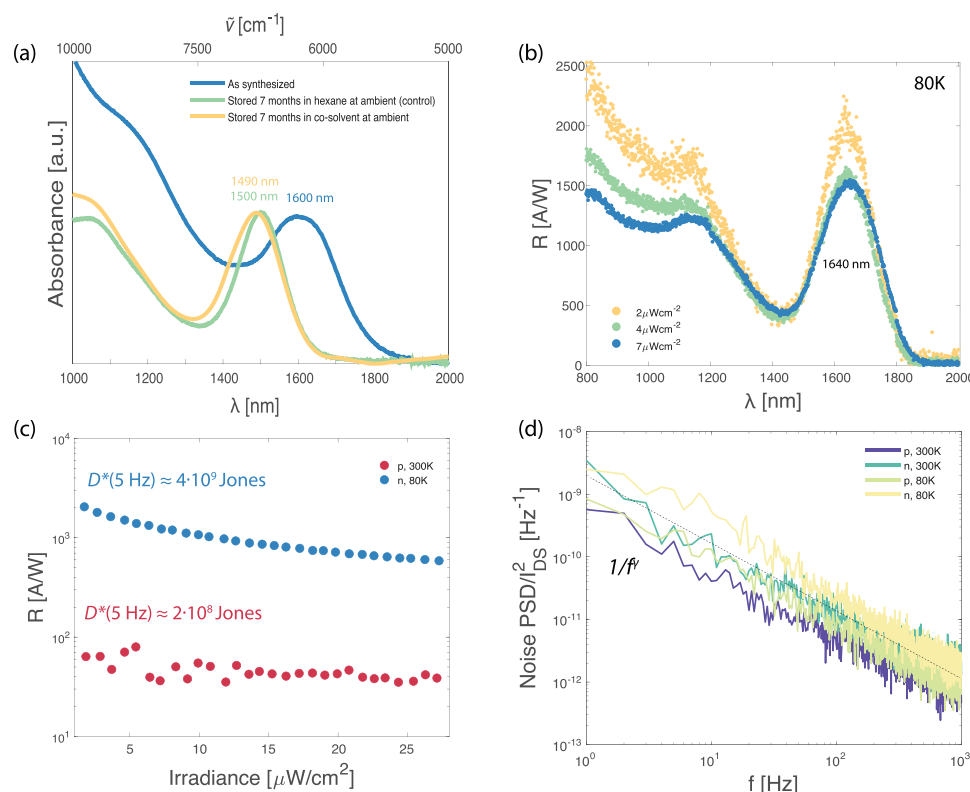 (a)
ṽ [cm⁻¹]
10000 7500 6000 5000
As synthesized
Stored 7 months in hexane at ambient (control)
Stored 7 months in co-solvent at ambient
1490 nm
1500 nm
1600 nm
Absorbance [a.u.]
1000 1200 1400 1600 1800 2000
λ [nm]
(b)
80K
2500
2000
1500
1000
500
0
R [A/W]
1640 nm
2μWcm⁻²
4μWcm⁻²
7μWcm⁻²
800 1000 1200 1400 1600 1800 2000
λ [nm]
(c)
10⁴
10³
10²
10¹
R [A/W]
p, 300K
n, 80K
D*(5 Hz) ≈ 4·10⁹ Jones
D*(5 Hz) ≈ 2·10⁸ Jones
5 10 15 20 25
Irradiance [μW/cm²]
(d)
10⁻⁸
10⁻⁹
10⁻¹⁰
10⁻¹¹
10⁻¹²
10⁻¹³
Noise PSD/I²_DS [Hz⁻¹]
p, 300K
n, 300K
p, 80K
n, 80K
1/fᵞ
10⁰ 10¹ 10² 10³
f [Hz]